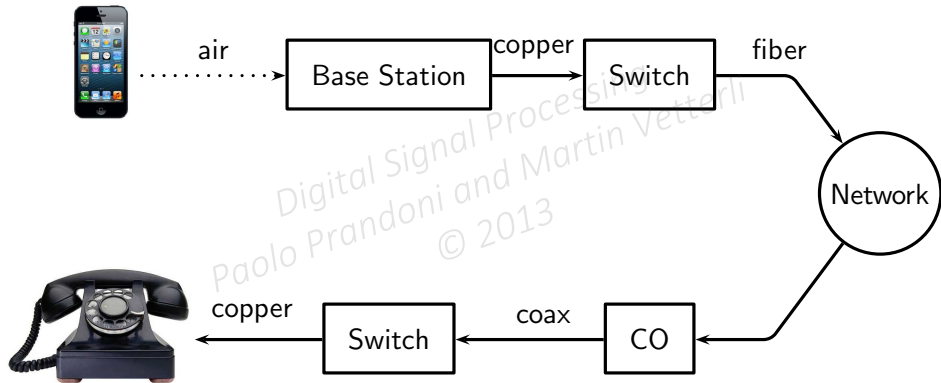 air
copper
fiber
Base Station
Switch
Digital Signal Processing
Paolo Prandoni and Martin Vetterli
© 2013
Network
copper
coax
Switch
CO